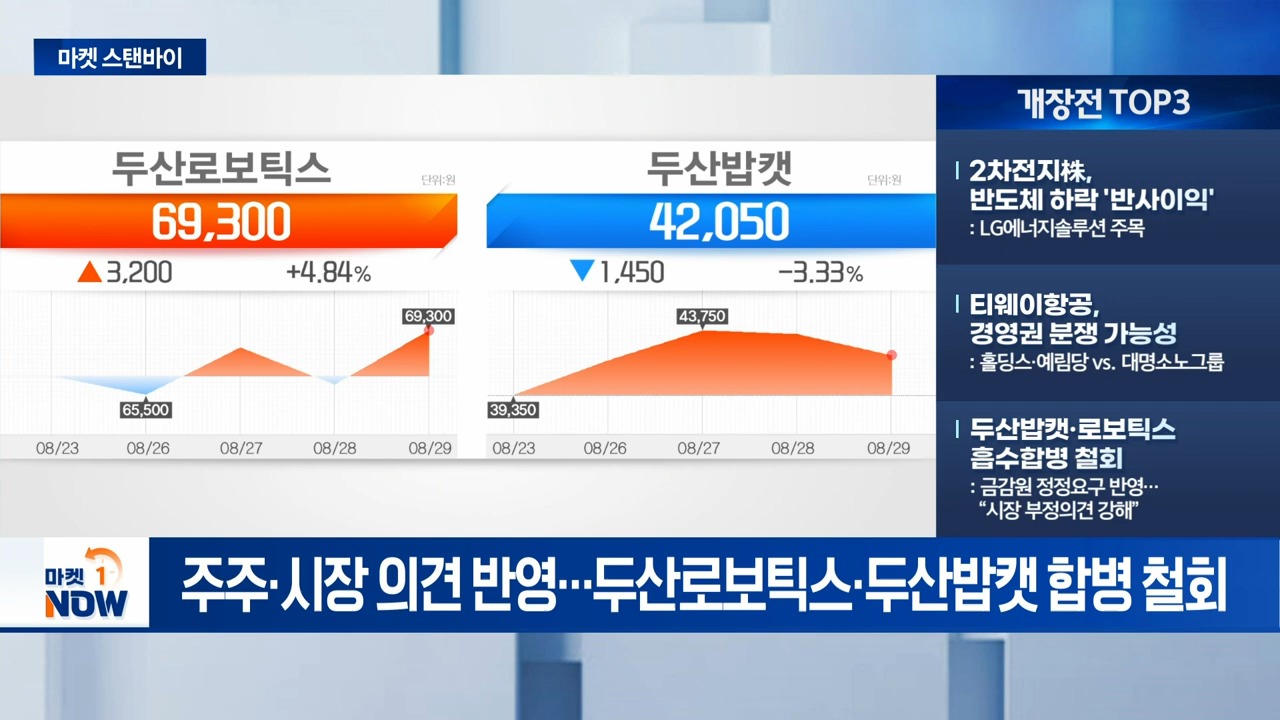 마켓 스탠바이
두산로보틱스
단위:원
69,300
▲3,200 +4.84%
69,300
65,500
08/23 08/26 08/27 08/28 08/29
두산밥캣
단위:원
42,050
▼1,450 -3.33%
43,750
39,350
08/23 08/26 08/27 08/28 08/29
개장전 TOP3
2차전지株,
반도체 하락 '반사이익'
: LG에너지솔루션 주목
티웨이항공,
경영권 분쟁 가능성
: 홀딩스·예림당 vs. 대명소노그룹
두산밥캣·로보틱스
흡수합병 철회
: 금감원 정정요구 반영…
“시장 부정의견 강해”
마켓 1
NOW
주주·시장 의견 반영…두산로보틱스·두산밥캣 합병 철회